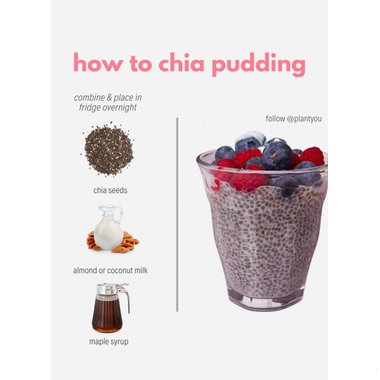 how to chia pudding
combine & place in
fridge overnight
follow @plantyou
chia seeds
almond or coconut milk
maple syrup